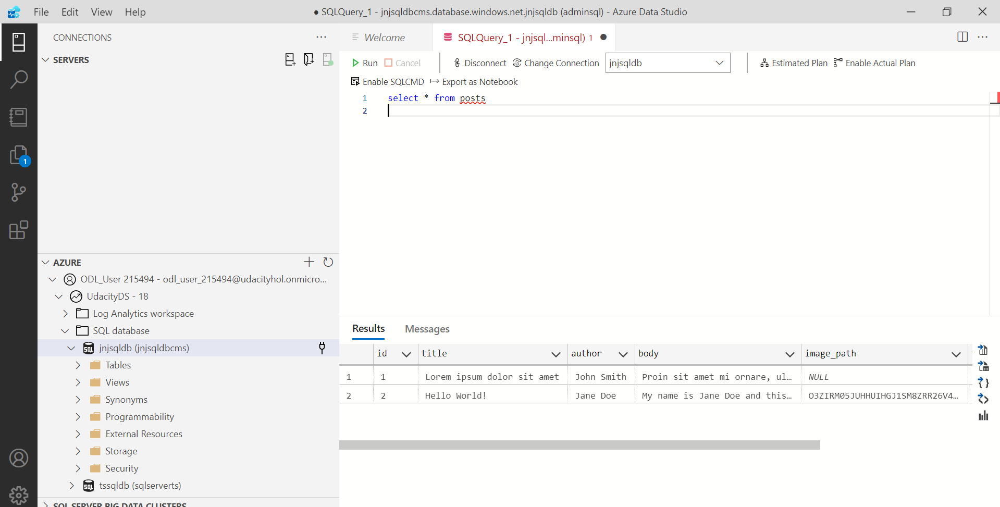 File Edit View Help
● SQLQuery_1 - jnjsqldbcms.database.windows.net.jnjsqldb (adminsql) - Azure Data Studio
CONNECTIONS
SERVERS
1
AZURE
ODL_User 215494 - odl_user_215494@udacityhol.onmicro...
UdacityDS - 18
Log Analytics workspace
SQL database
jnjsqldb (jnjsqldbcms)
Tables
Views
Synonyms
Programmability
External Resources
Storage
Security
tssqldb (sqlserverts)
SQL SERVER BIG DATA CLUSTERS
Welcome
SQLQuery_1 - jnjsql...minsql) 1
Run Cancel Disconnect Change Connection jnjsqldb Estimated Plan Enable Actual Plan
Enable SQLCMD Export as Notebook
1 select * from posts
2
Results Messages
id title author body image_path
1 1 Lorem ipsum dolor sit amet John Smith Proin sit amet mi ornare, ul... NULL
2 2 Hello World! Jane Doe My name is Jane Doe and this... O3ZIRM05JUHHUIHGJ1SM8ZRR26V4...